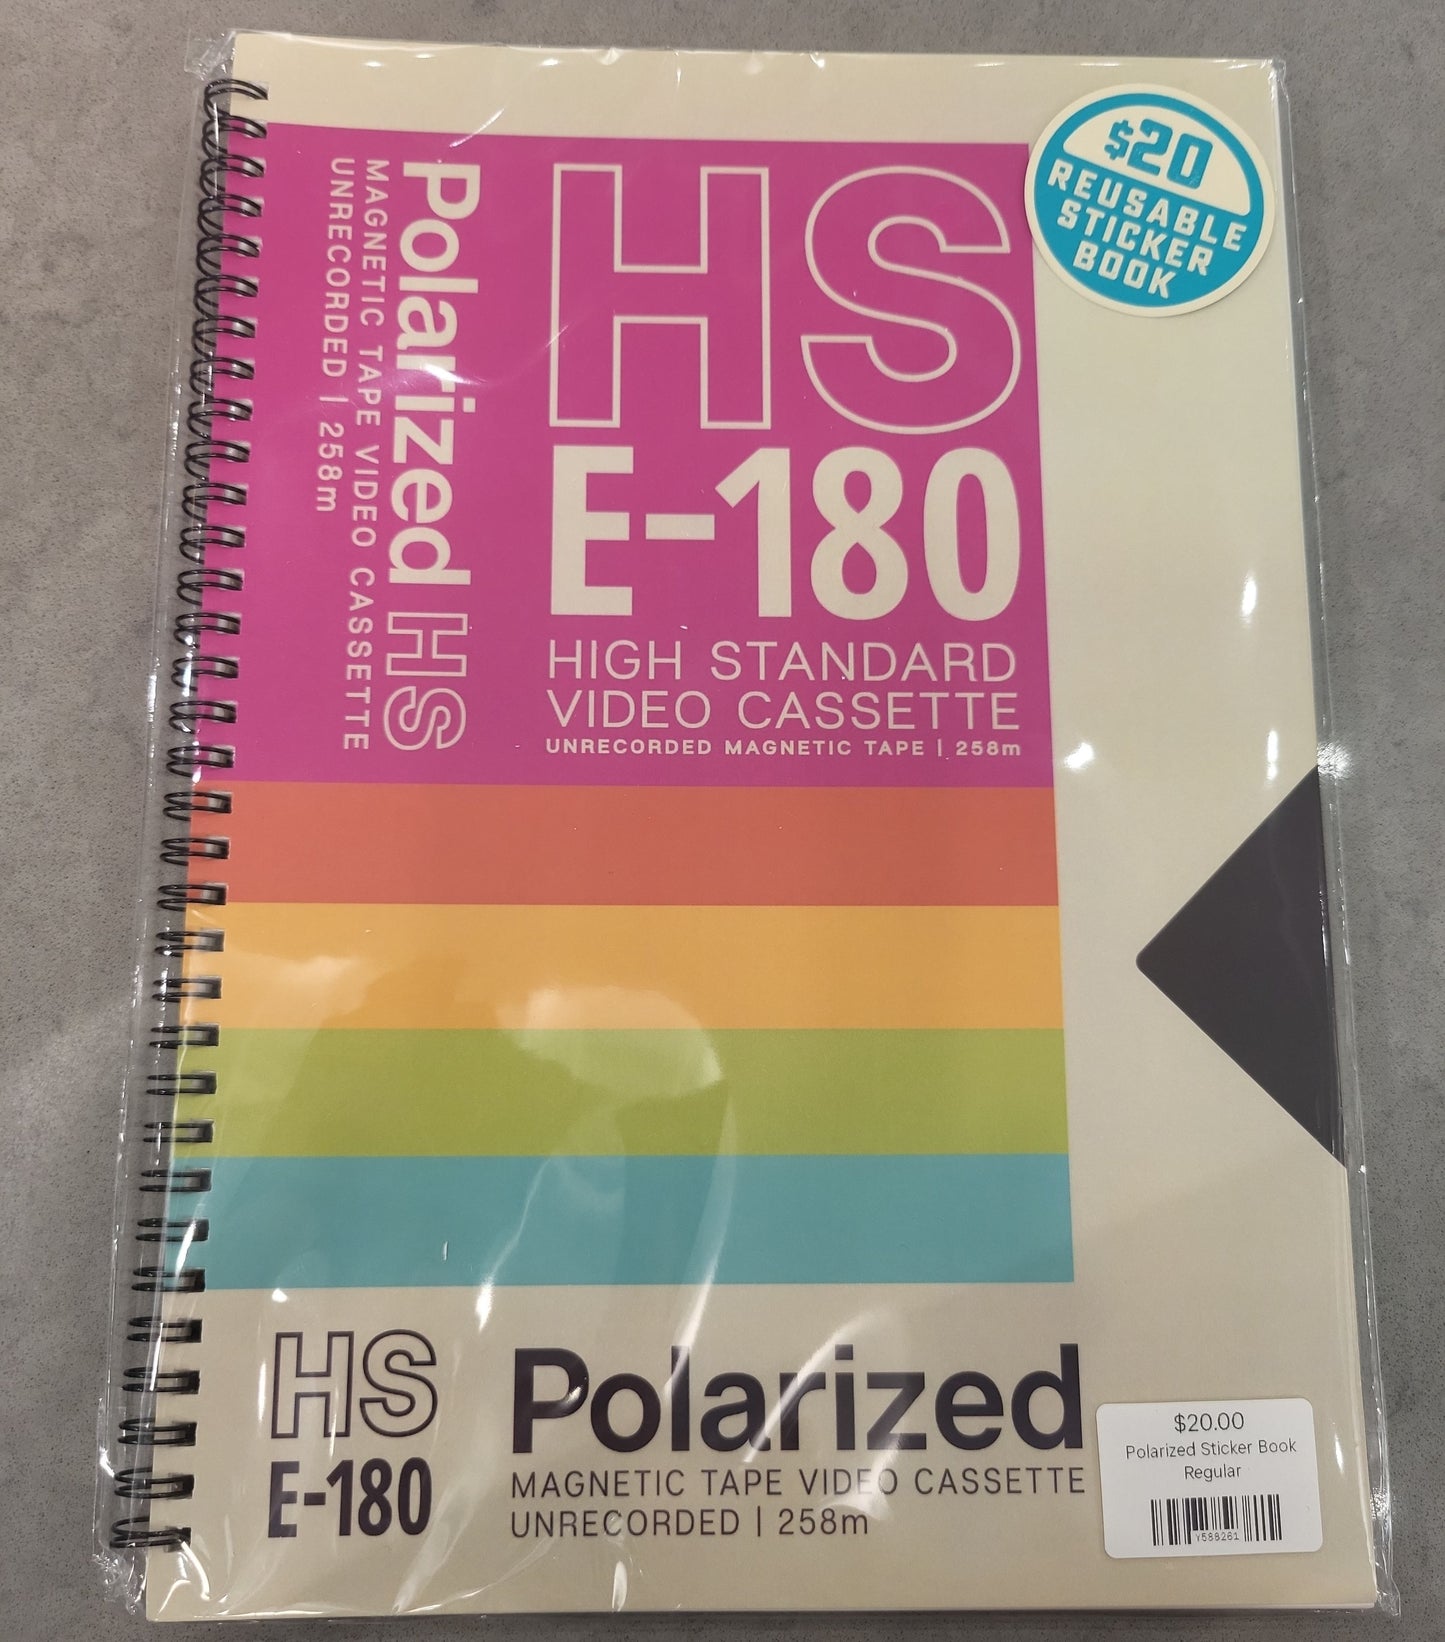 $20
REUSABLE
STICKER
BOOK
Polarized HS
MAGNETIC TAPE VIDEO CASSETTE
UNRECORDED | 258m
HS
E-180
HIGH STANDARD
VIDEO CASSETTE
UNRECORDED MAGNETIC TAPE | 258m
HS
E-180
Polarized
MAGNETIC TAPE VIDEO CASSETTE
UNRECORDED | 258m
$20.00
Polarized Sticker Book
Regular
Y588261